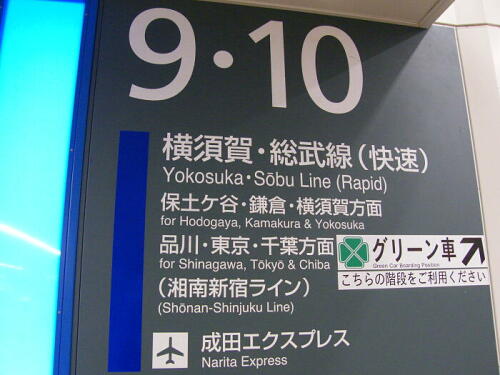 9・10
横須賀・総武線（快速）
Yokosuka・Sōbu Line (Rapid)
保土ケ谷・鎌倉・横須賀方面
for Hodogaya, Kamakura & Yokosuka
品川・東京・千葉方面
for Shinagawa, Tōkyō & Chiba
グリーン車
Green Car Boarding Position
こちらの階段をご利用ください
（湘南新宿ライン）
(Shōnan-Shinjuku Line)
成田エクスプレス
Narita Express